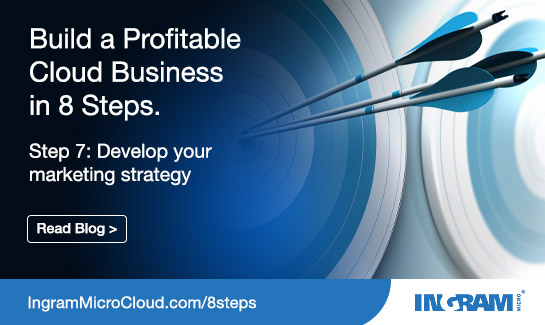 Build a Profitable
Cloud Business
in 8 Steps.
Step 7: Develop your
marketing strategy
Read Blog >
IngramMicroCloud.com/8steps
INGRAM
MICRO
®